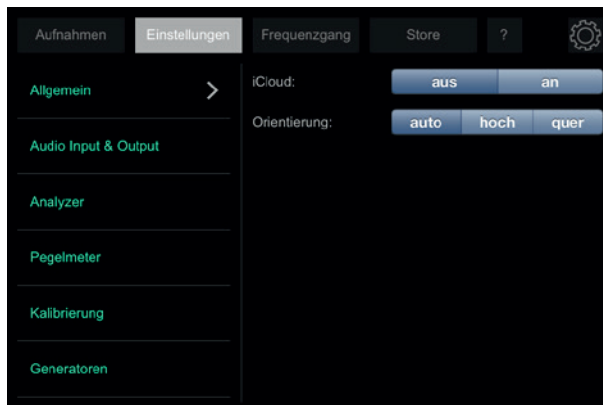 Aufnahmen Einstellungen Frequenzgang Store ?
Allgemein
Audio Input & Output
Analyzer
Pegelmeter
Kalibrierung
Generatoren
iCloud: aus an
Orientierung: auto hoch quer